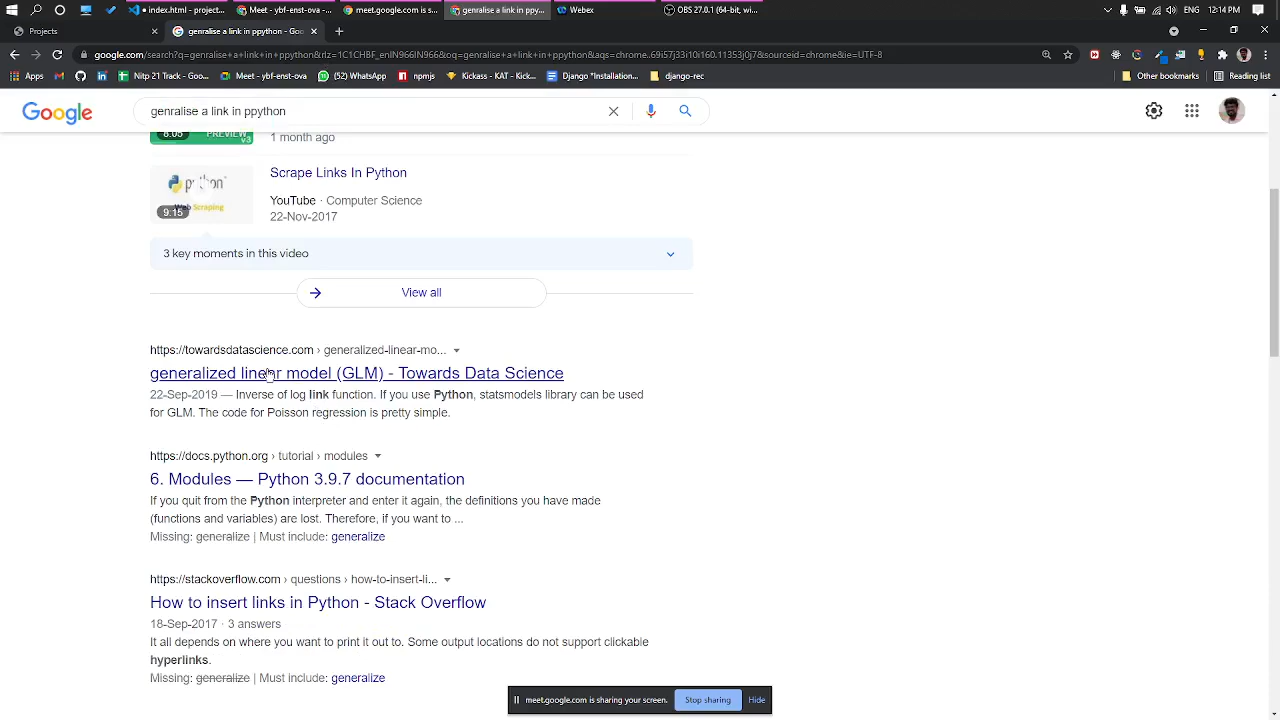 index.html - project...
Meet - ybf-enst-ova - ...
meet.google.com is s...
genralise a link in ppy...
Webex
OBS 27.0.1 (64-bit, w...
ENG
12:14 PM
Projects
genralise a link in ppython - Goo
google.com/search?q=genralise+a+link+in+ppython&rlz=1C1CHBF_enIN966IN966&oq=genralise+a+link+in+ppython&aqs=chrome..69i57j33i10i160.11353j0j7&sourceid=chrome&ie=UTF-8
Apps
Nitp 21 Track - Goo...
Meet - ybf-enst-ova
(52) WhatsApp
npmjs
Kickass - KAT - Kick...
Django *Installation...
django-rec
Other bookmarks
Reading list
Google
genralise a link in ppython
8:05
PREVIEW
v3
1 month ago
python
Web Scraping
9:15
Scrape Links In Python
YouTube · Computer Science
22-Nov-2017
3 key moments in this video
View all
https://towardsdatascience.com › generalized-linear-mo...
generalized linear model (GLM) - Towards Data Science
22-Sep-2019 — Inverse of log link function. If you use Python, statsmodels library can be used
for GLM. The code for Poisson regression is pretty simple.
https://docs.python.org › tutorial › modules
6. Modules — Python 3.9.7 documentation
If you quit from the Python interpreter and enter it again, the definitions you have made
(functions and variables) are lost. Therefore, if you want to ...
Missing: generalize | Must include: generalize
https://stackoverflow.com › questions › how-to-insert-li...
How to insert links in Python - Stack Overflow
18-Sep-2017 · 3 answers
It all depends on where you want to print it out to. Some output locations do not support clickable
hyperlinks.
Missing: generalize | Must include: generalize
meet.google.com is sharing your screen.
Stop sharing
Hide